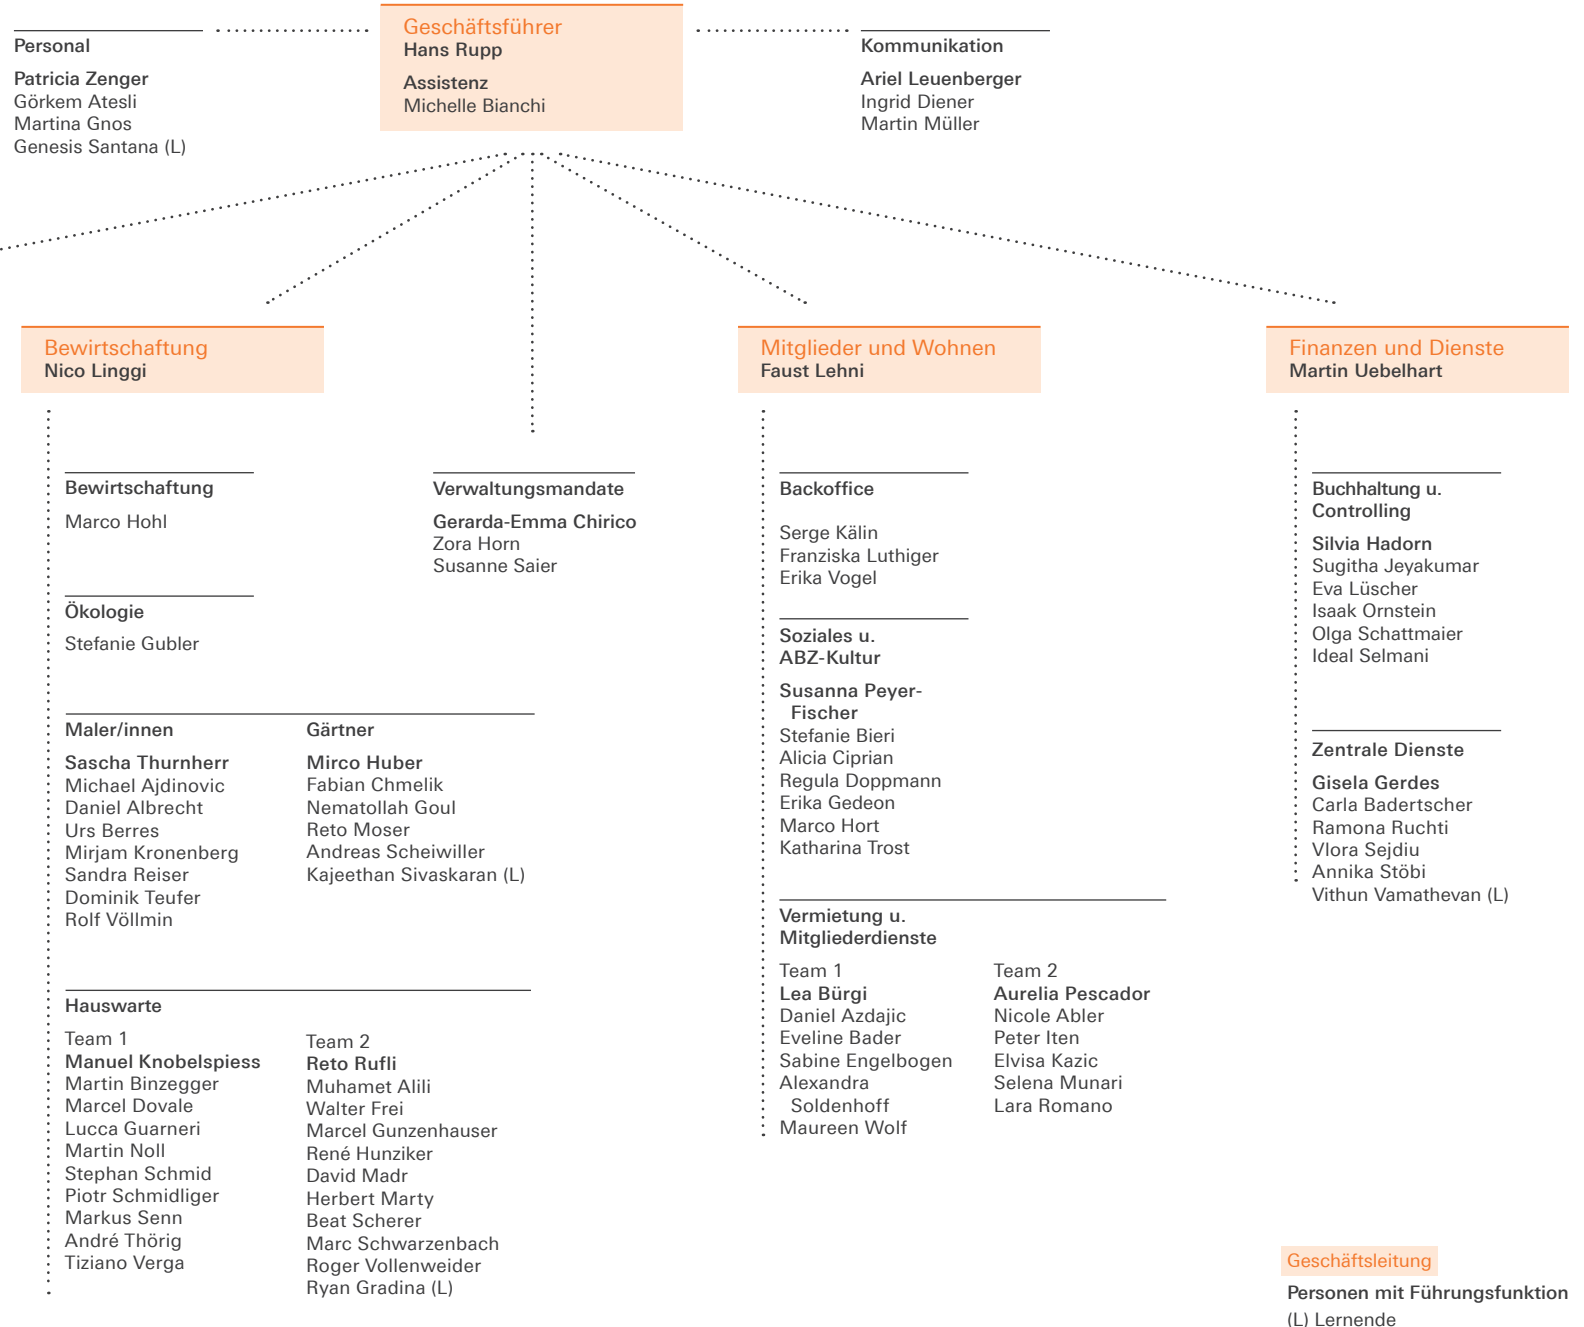 Personal
Patricia Zenger
Görkem Atesli
Martina Gnos
Genesis Santana (L)
Geschäftsführer
Hans Rupp
Assistenz
Michelle Bianchi
Kommunikation
Ariel Leuenberger
Ingrid Diener
Martin Müller
Bewirtschaftung
Nico Linggi
Bewirtschaftung
Marco Hohl
Ökologie
Stefanie Gubler
Maler/innen
Sascha Thurnherr
Michael Ajdinovic
Daniel Albrecht
Urs Berres
Mirjam Kronenberg
Sandra Reiser
Dominik Teufer
Rolf Völlmin
Gärtner
Mirco Huber
Fabian Chmelik
Nematollah Goul
Reto Moser
Andreas Scheiwiller
Kajeethan Sivaskaran (L)
Hauswarte
Team 1
Manuel Knobelspiess
Martin Binzegger
Marcel Dovale
Lucca Guarneri
Martin Noll
Stephan Schmid
Piotr Schmidliger
Markus Senn
André Thörig
Tiziano Verga
Team 2
Reto Rufli
Muhamet Alili
Walter Frei
Marcel Gunzenhauser
René Hunziker
David Madr
Herbert Marty
Beat Scherer
Marc Schwarzenbach
Roger Vollenweider
Ryan Gradina (L)
Verwaltungsmandate
Gerarda-Emma Chirico
Zora Horn
Susanne Saier
Mitglieder und Wohnen
Faust Lehni
Backoffice
Serge Kälin
Franziska Luthiger
Erika Vogel
Soziales u.
ABZ-Kultur
Susanna Peyer-
Fischer
Stefanie Bieri
Alicia Ciprian
Regula Doppmann
Erika Gedeon
Marco Hort
Katharina Trost
Vermietung u.
Mitgliederdienste
Team 1
Lea Bürgi
Daniel Azdajic
Eveline Bader
Sabine Engelbogen
Alexandra
Soldenhoff
Maureen Wolf
Team 2
Aurelia Pescador
Nicole Abler
Peter Iten
Elvisa Kazic
Selena Munari
Lara Romano
Finanzen und Dienste
Martin Uebelhart
Buchhaltung u.
Controlling
Silvia Hadorn
Sugitha Jeyakumar
Eva Lüscher
Isaak Ornstein
Olga Schattmaier
Ideal Selmani
Zentrale Dienste
Gisela Gerdes
Carla Badertscher
Ramona Ruchti
Vlora Sejdiu
Annika Stöbi
Vithun Vamathevan (L)
Geschäftsleitung
Personen mit Führungsfunktion
(L) Lernende